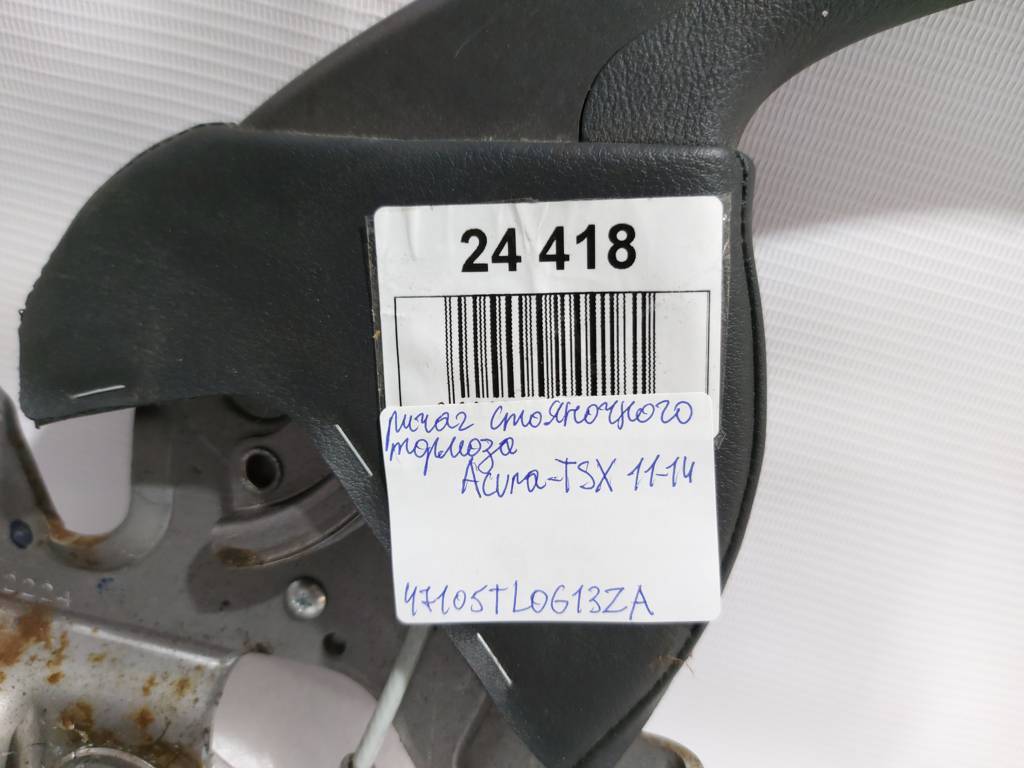 24 418
рычаг стояночного
тормоза
Acura-TSX 11-14
47105TL0G13ZA